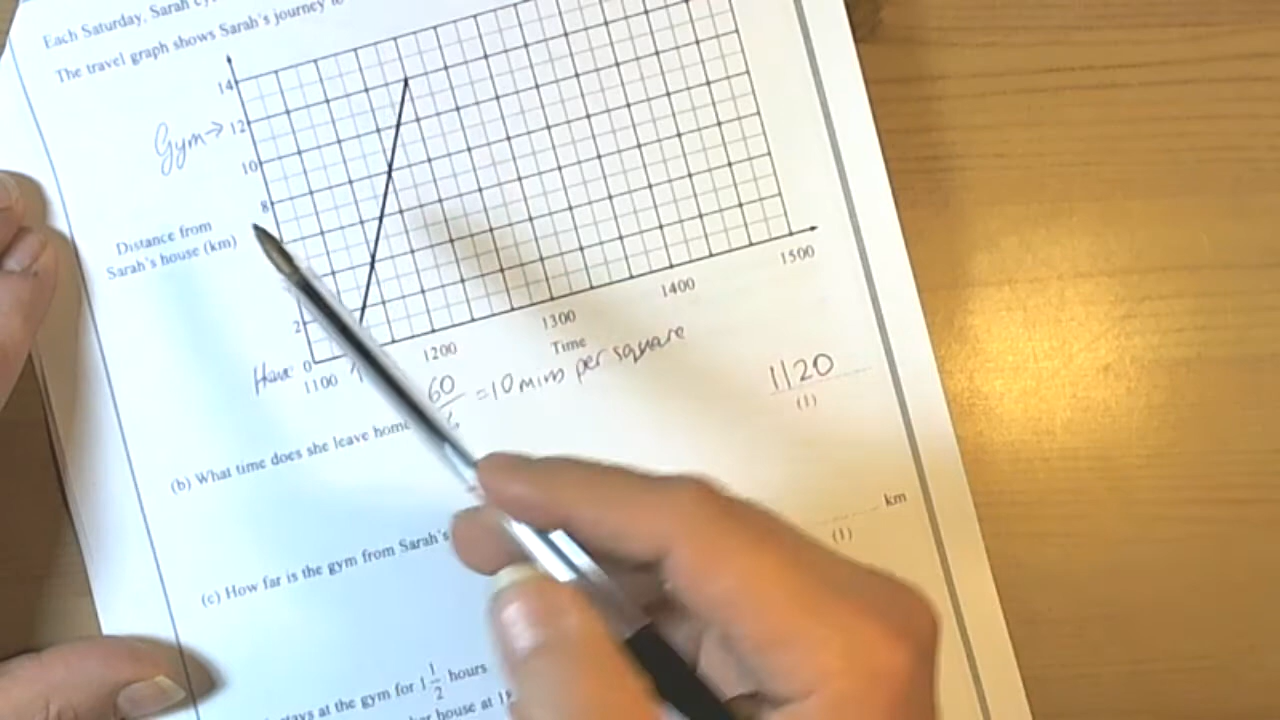 Each Saturday, Sarah
The travel graph shows Sarah's journey to
14
Gym→ 12
10
8
Distance from
Sarah's house (km)
2
Home 0
1100 1200 1300 1400 1500
Time
60 = 10 mins per square
1120
(1)
(b) What time does she leave home
(c) How far is the gym from Sarah's
km
(1)
stays at the gym for 1 1/2 hours
house at